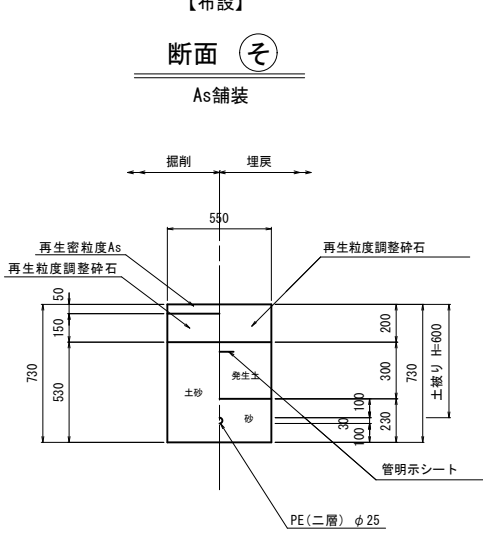 【布設】
断面 そ
As舗装
掘削 埋戻
550
再生密粒度As
再生粒度調整砕石
再生粒度調整砕石
50
150
530
730
土砂
発生土
砂
200
300
100
30
100
230
730
土被り H=600
管明示シート
PE(二層) φ25